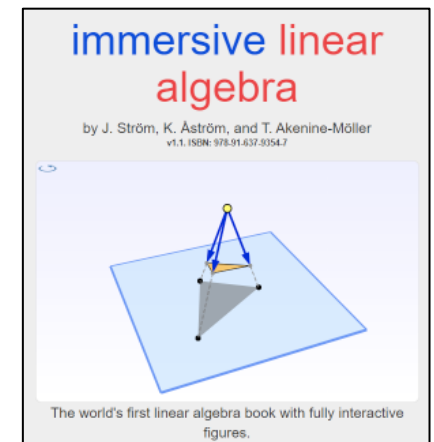 immersive linear
algebra
by J. Ström, K. Åström, and T. Akenine-Möller
v1.1. ISBN: 978-91-637-9354-7
The world's first linear algebra book with fully interactive
figures.